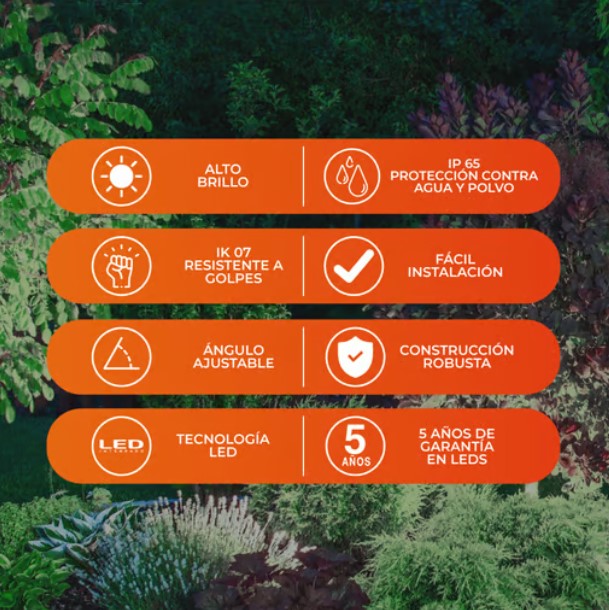 ALTO
BRILLO
IP 65
PROTECCIÓN CONTRA
AGUA Y POLVO
IK 07
RESISTENTE A
GOLPES
FÁCIL
INSTALACIÓN
ÁNGULO
AJUSTABLE
CONSTRUCCIÓN
ROBUSTA
LED
TECNOLOGÍA
LED
5
AÑOS
5 AÑOS DE
GARANTÍA
EN LEDS